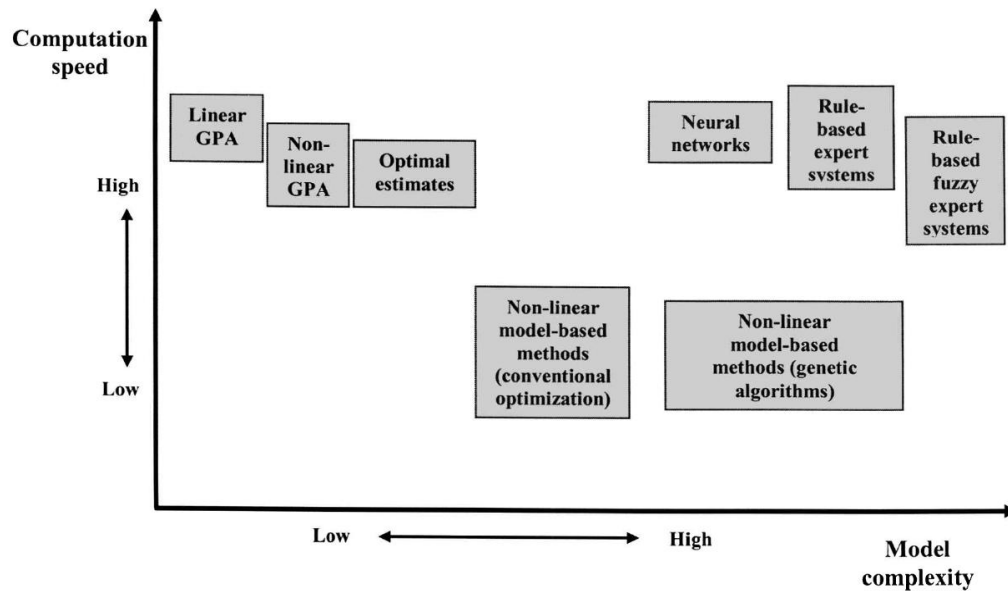 Computation
speed
Linear
GPA
Non-
linear
GPA
Optimal
estimates
Neural
networks
Rule-
based
expert
systems
Rule-
based
fuzzy
expert
systems
High
Low
Non-linear
model-based
methods
(conventional
optimization)
Non-linear
model-based
methods (genetic
algorithms)
Low
High
Model
complexity